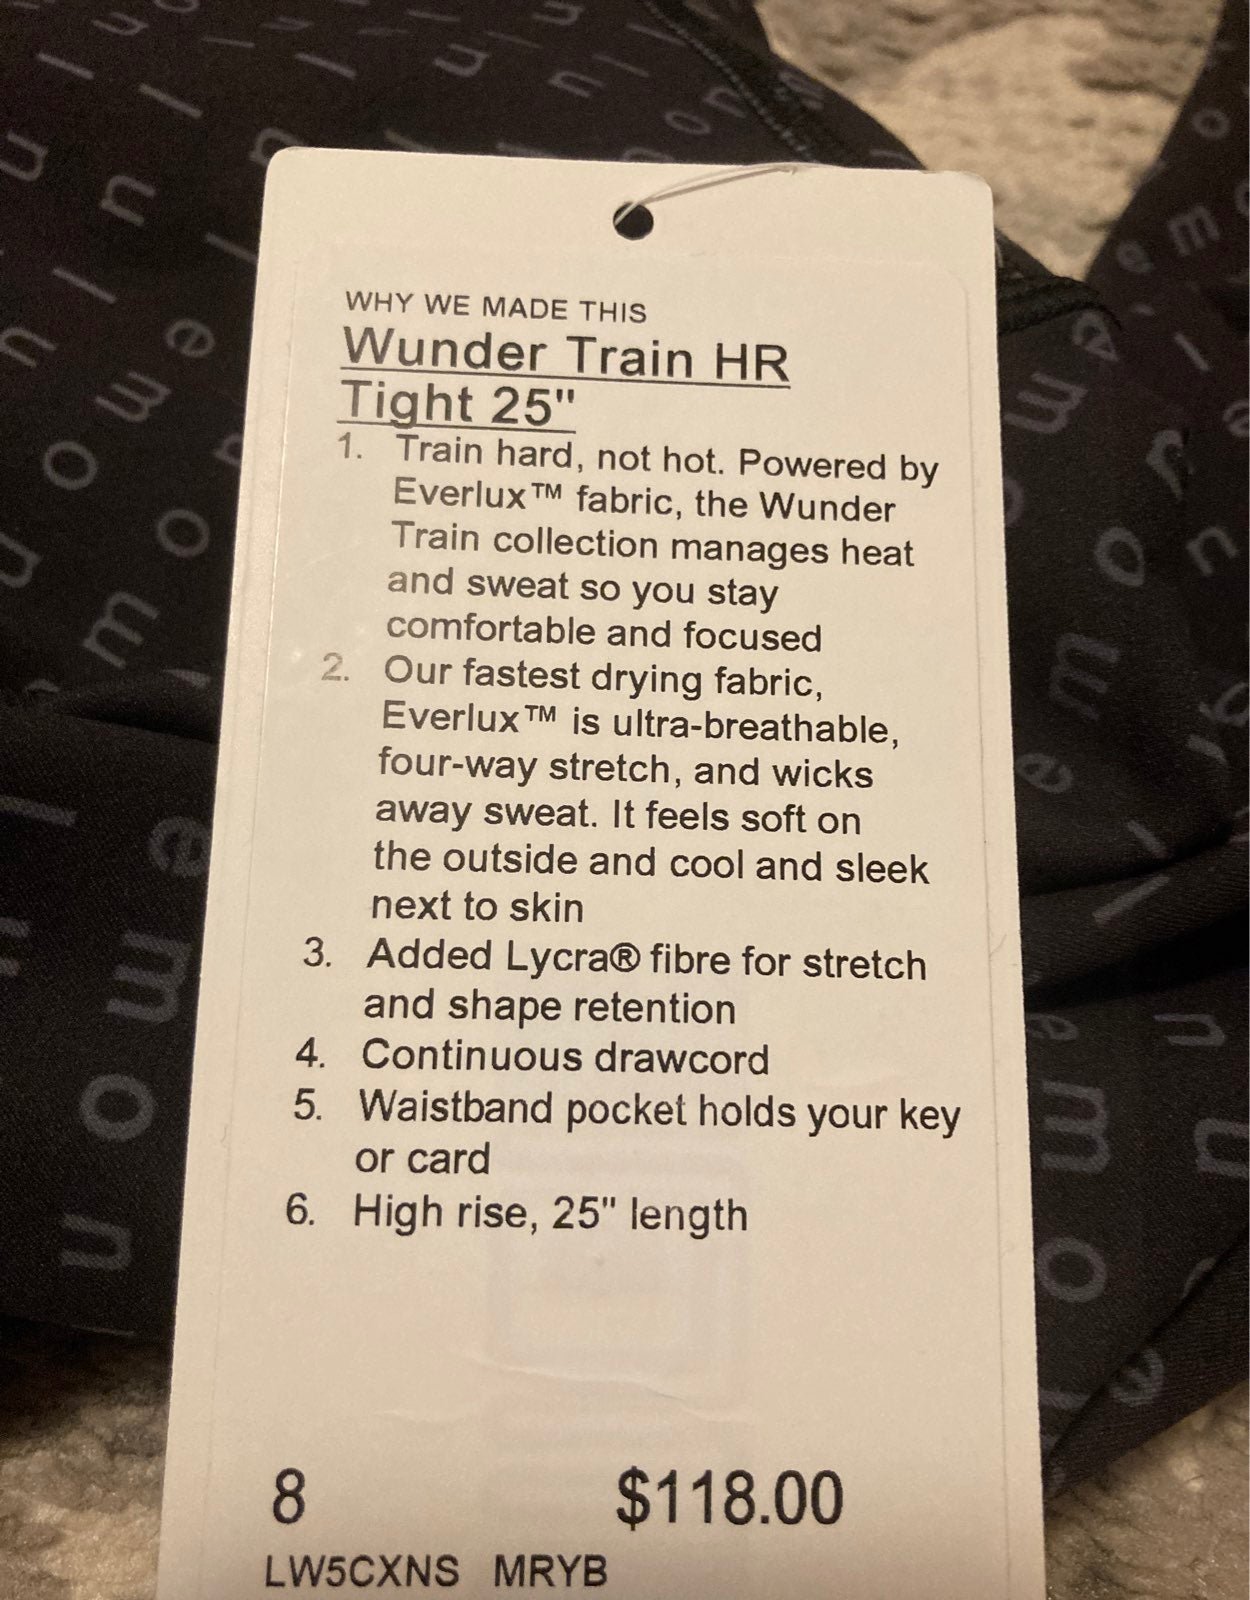 WHY WE MADE THIS
Wunder Train HR
Tight 25"
1. Train hard, not hot. Powered by
Everlux™ fabric, the Wunder
Train collection manages heat
and sweat so you stay
comfortable and focused
2. Our fastest drying fabric,
Everlux™ is ultra-breathable,
four-way stretch, and wicks
away sweat. It feels soft on
the outside and cool and sleek
next to skin
3. Added Lycra® fibre for stretch
and shape retention
4. Continuous drawcord
5. Waistband pocket holds your key
or card
6. High rise, 25" length
8 $118.00
LW5CXNS MRYB